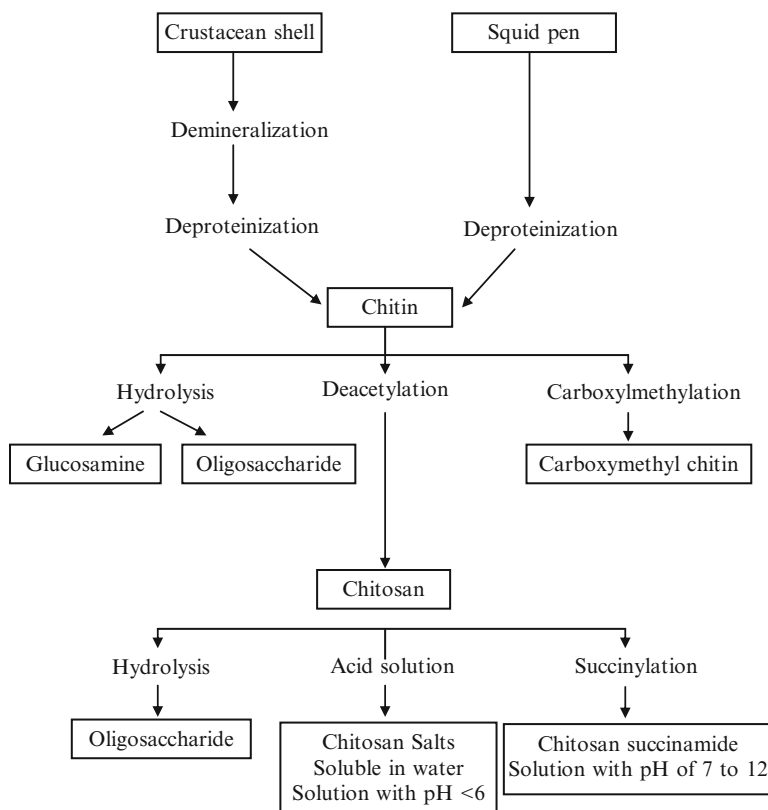 Crustacean shell
Squid pen
Demineralization
Deproteinization
Deproteinization
Chitin
Hydrolysis
Deacetylation
Carboxylmethylation
Glucosamine
Oligosaccharide
Carboxymethyl chitin
Chitosan
Hydrolysis
Acid solution
Succinylation
Oligosaccharide
Chitosan Salts
Soluble in water
Solution with pH <6
Chitosan succinamide
Solution with pH of 7 to 12